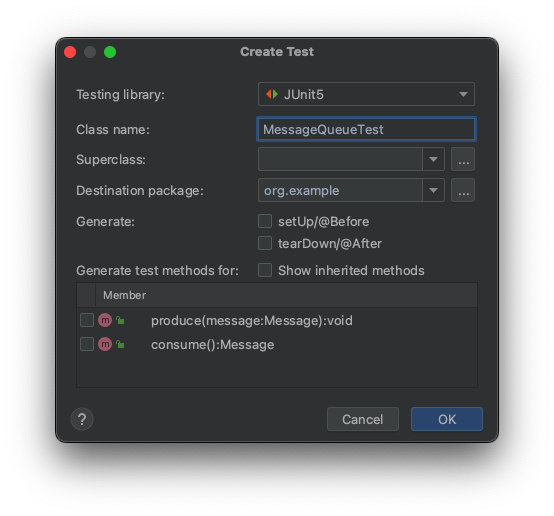 Create Test
Testing library: JUnit5
Class name: MessageQueueTest
Superclass: ...
Destination package: org.example ...
Generate: setUp/@Before
tearDown/@After
Generate test methods for: Show inherited methods
Member
m produce(message:Message):void
m consume():Message
? Cancel OK